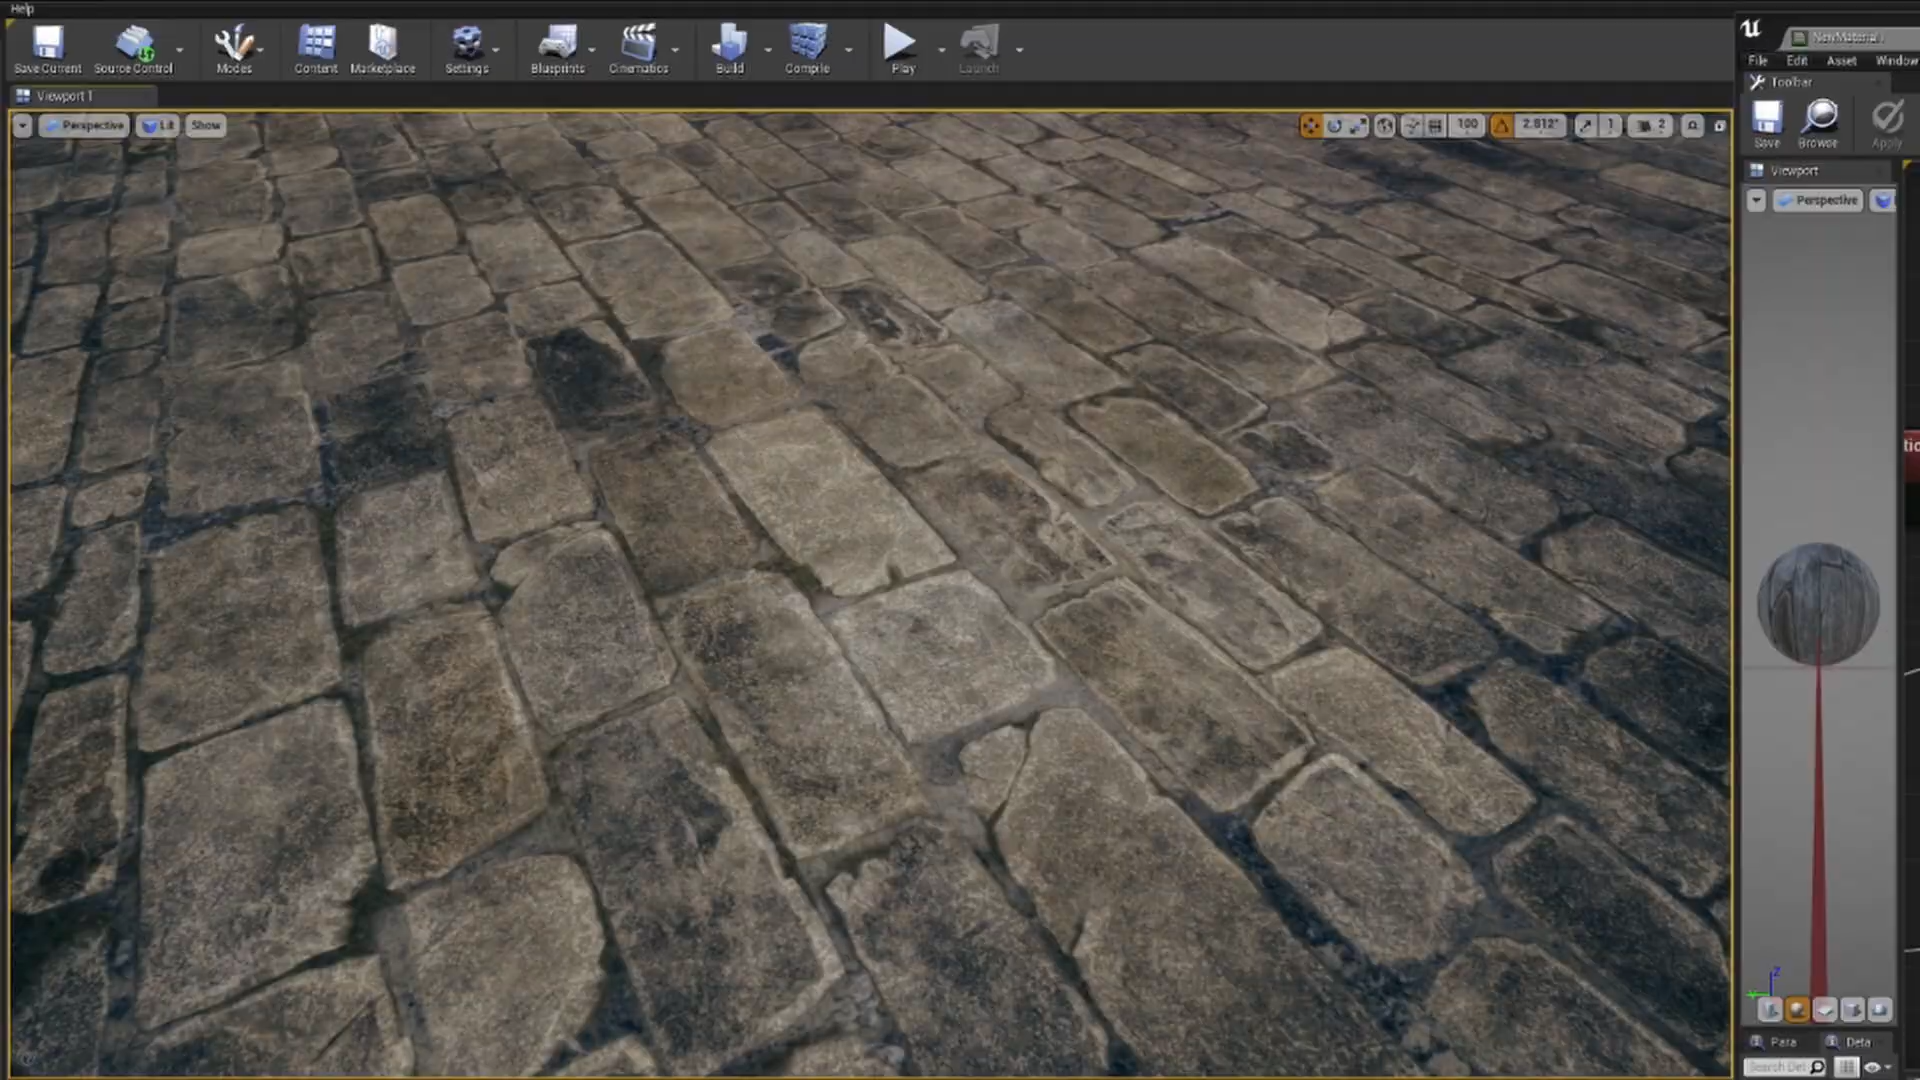 Help
Save Current
Source Control
Modes
Content
Marketplace
Settings
Blueprints
Cinematics
Build
Compile
Play
Launch
Viewport 1
Perspective
Lit
Show
100
2.812°
1
2
NewMaterial
File Edit Asset Window
Toolbar
Save
Browse
Apply
Viewport
Perspective
Z
Para
Deta
Search Det